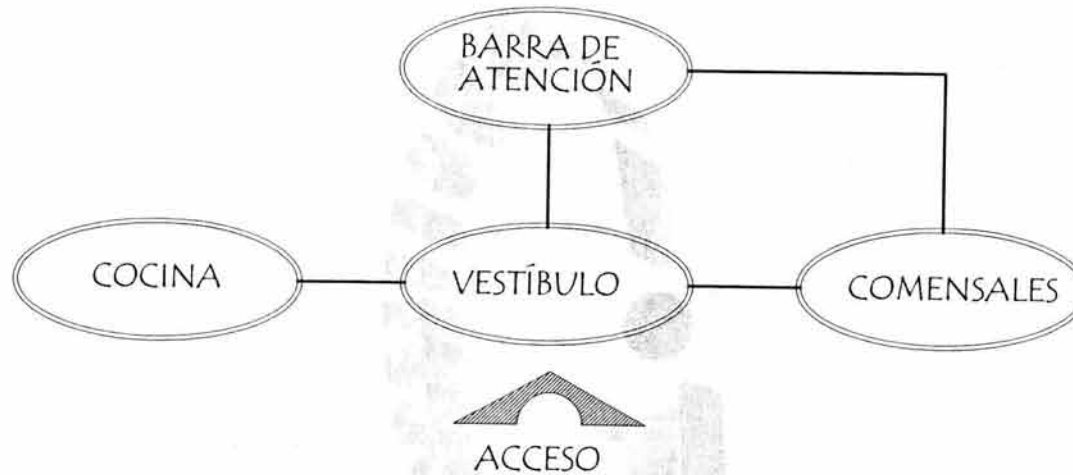 BARRA DE
ATENCIÓN
COCINA
VESTÍBULO
COMENSALES
ACCESO